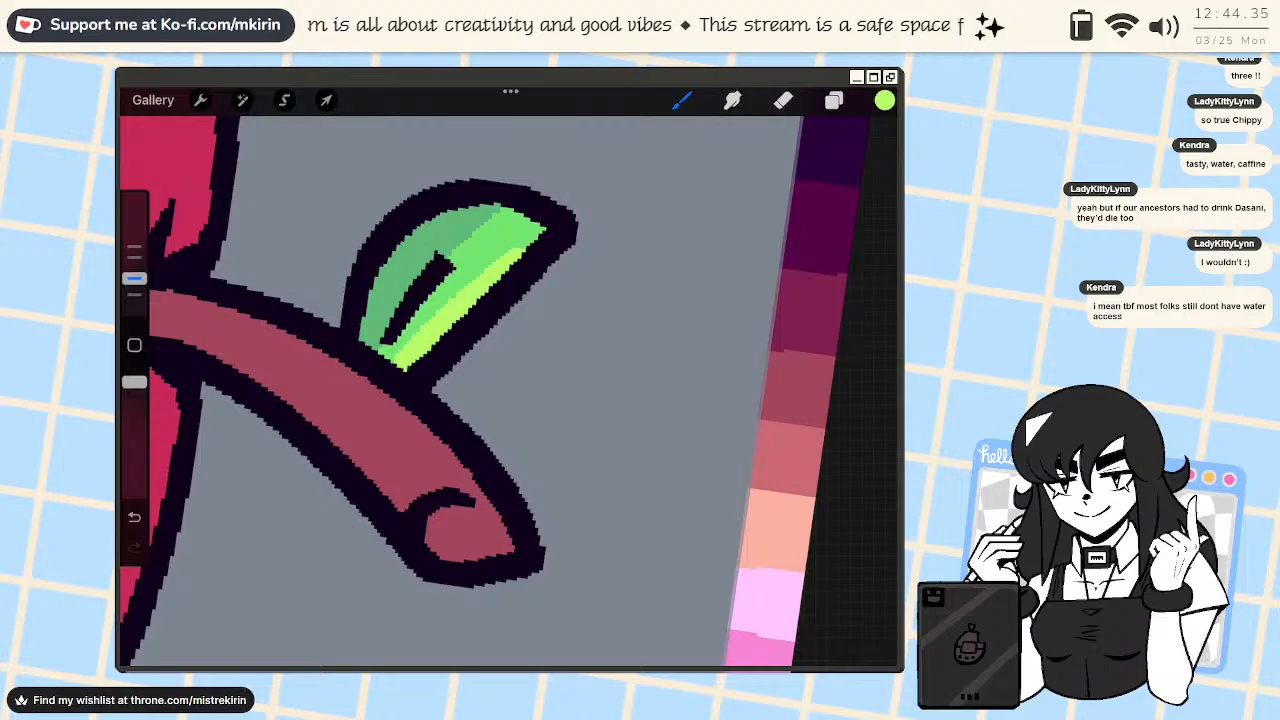 Support me at Ko-fi.com/mkirin
m is all about creativity and good vibes ◆ This stream is a safe space f
12:44.35
03/25 Mon
Gallery
Kendra
three !!
LadyKittyLynn
so true Chippy
Kendra
tasty, water, caffine
LadyKittyLynn
yeah but if our ancestors had to drink Dasani,
they'd die too
LadyKittyLynn
I wouldn't :)
Kendra
i mean tbf most folks still dont have water
access
hello
Find my wishlist at throne.com/mistrekirin